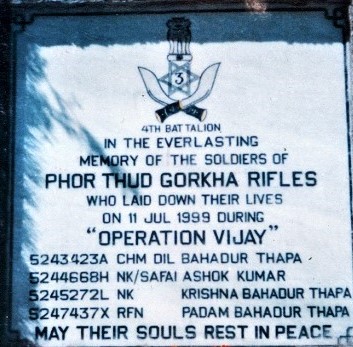 3
4TH BATTALION
IN THE EVERLASTING
MEMORY OF THE SOLDIERS OF
PHOR THUD GORKHA RIFLES
WHO LAID DOWN THEIR LIVES
ON 11 JUL 1999 DURING
"OPERATION VIJAY"
5243423A CHM DIL BAHADUR THAPA
5244668H NK/SAFAI ASHOK KUMAR
5245272L NK KRISHNA BAHADUR THAPA
5247437X RFN PADAM BAHADUR THAPA
MAY THEIR SOULS REST IN PEACE